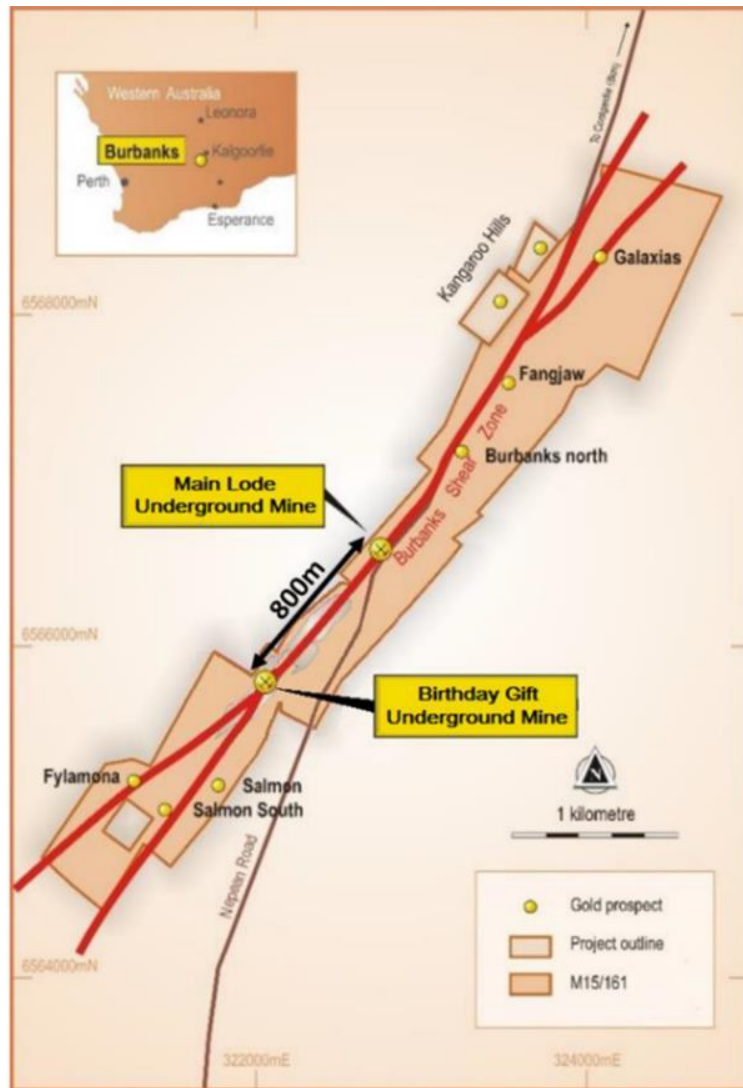 Western Australia
Leonora
Burbanks
Kalgoorlie
Perth
Esperance
To Coolgardie (9km)
Kangaroo Hills
Galaxias
6568000mN
Fangjaw
Burbanks north
Burbanks Shear Zone
Main Lode
Underground Mine
800m
6566000mN
Birthday Gift
Underground Mine
Fylamona
Salmon
Salmon South
N
1 kilometre
Nepean Road
Gold prospect
Project outline
M15/161
6564000mN
322000mE
324000mE